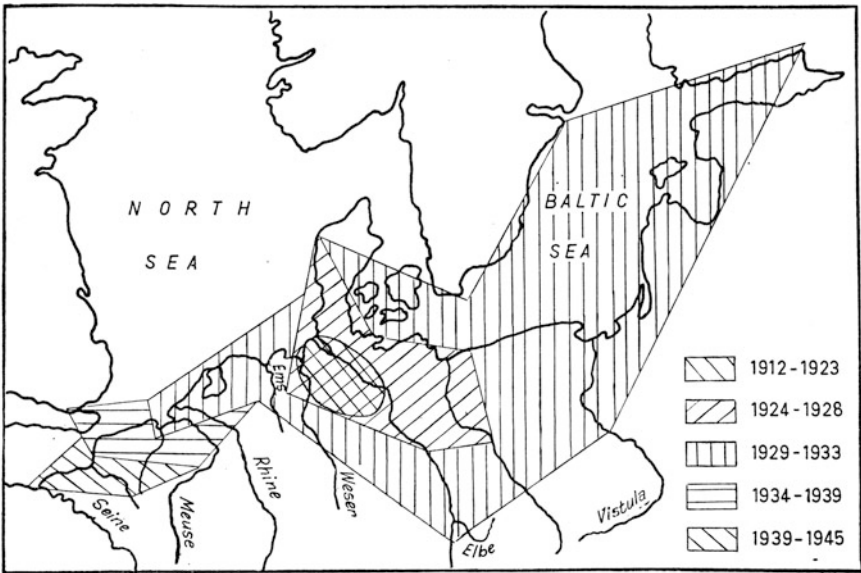 NORTH
SEA
BALTIC
SEA
Ems
Rhine
Weser
Meuse
Seine
Elbe
Vistula
1912-1923
1924-1928
1929-1933
1934-1939
1939-1945